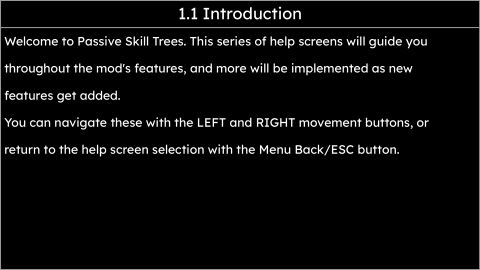 1.1 Introduction
Welcome to Passive Skill Trees. This series of help screens will guide you
throughout the mod's features, and more will be implemented as new
features get added.
You can navigate these with the LEFT and RIGHT movement buttons, or
return to the help screen selection with the Menu Back/ESC button.